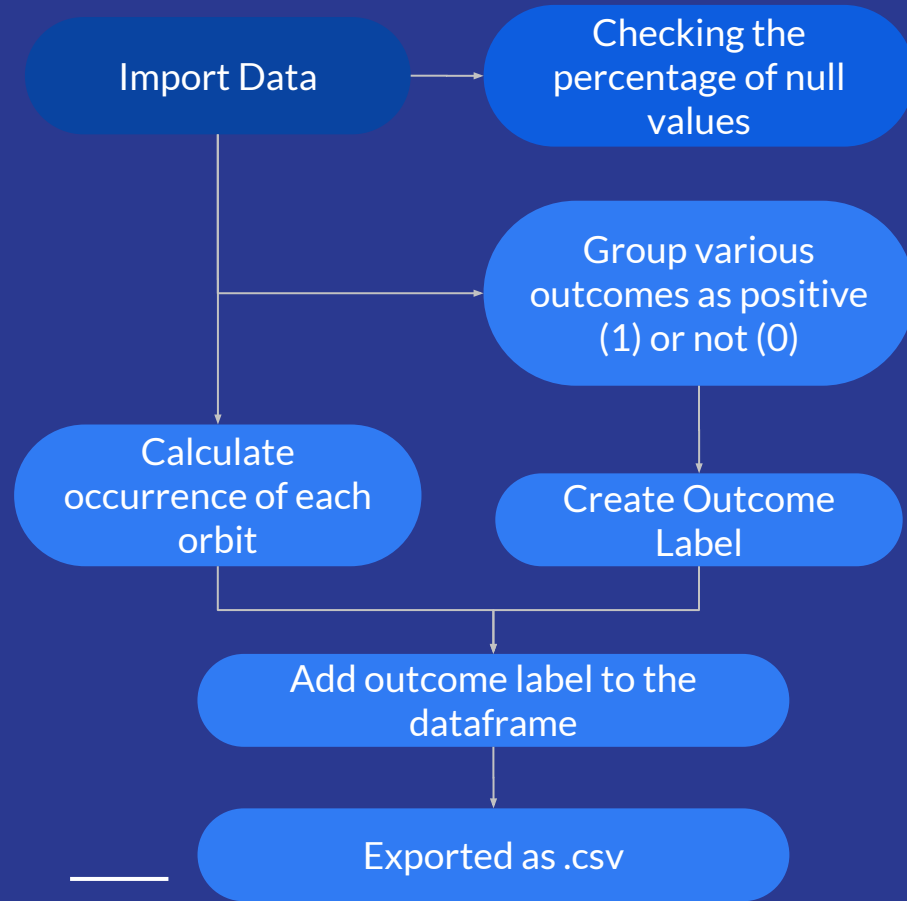 Import Data
Checking the
percentage of null
values
Group various
outcomes as positive
(1) or not (0)
Calculate
occurrence of each
orbit
Create Outcome
Label
Add outcome label to the
dataframe
Exported as .csv